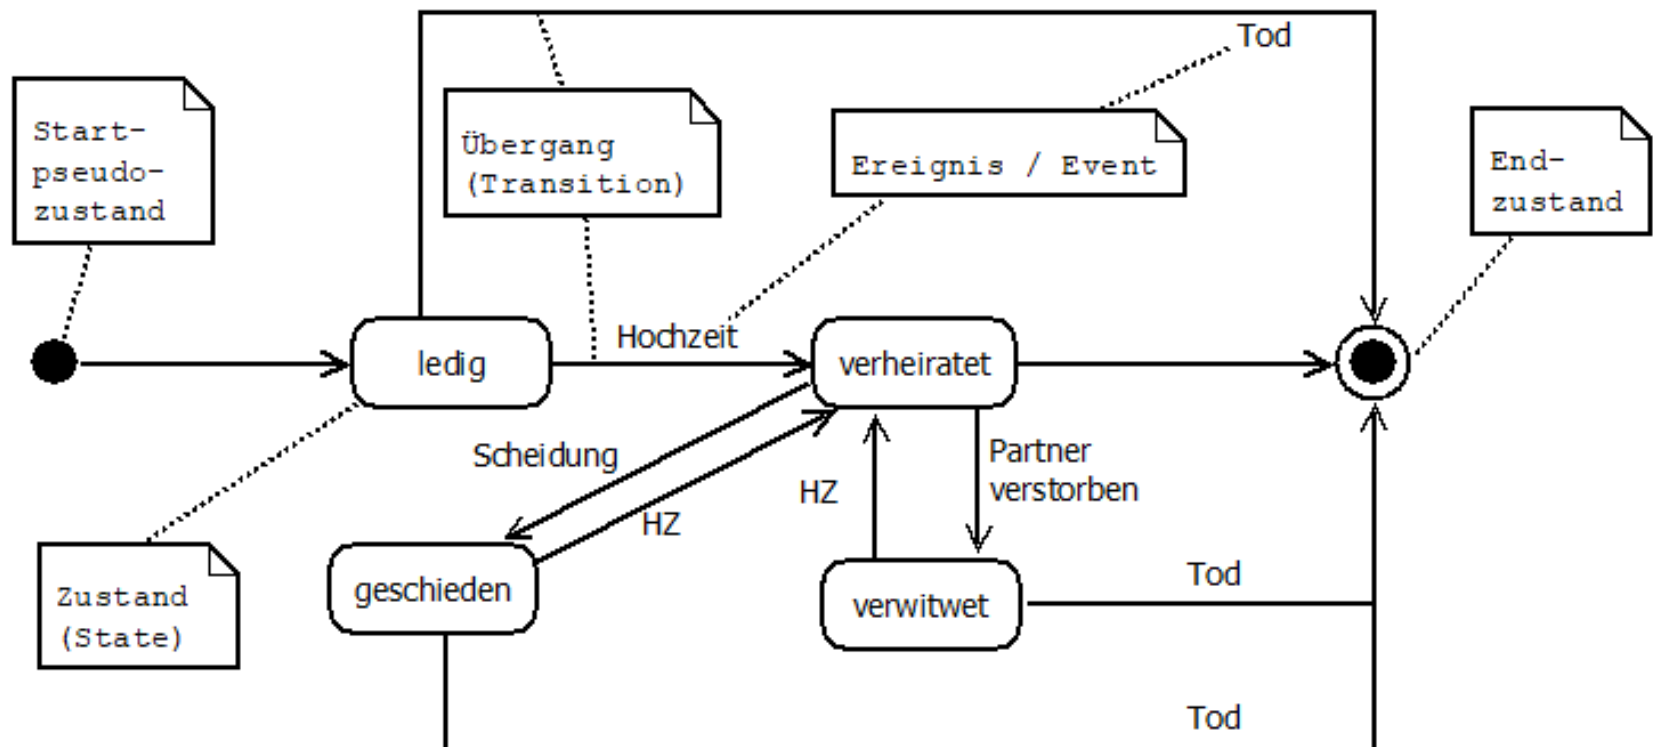 Tod
Start-
pseudo-
zustand
Übergang
(Transition)
Ereignis / Event
End-
zustand
Hochzeit
ledig
verheiratet
Scheidung
HZ
HZ
Partner
verstorben
geschieden
verwitwet
Tod
Zustand
(State)
Tod